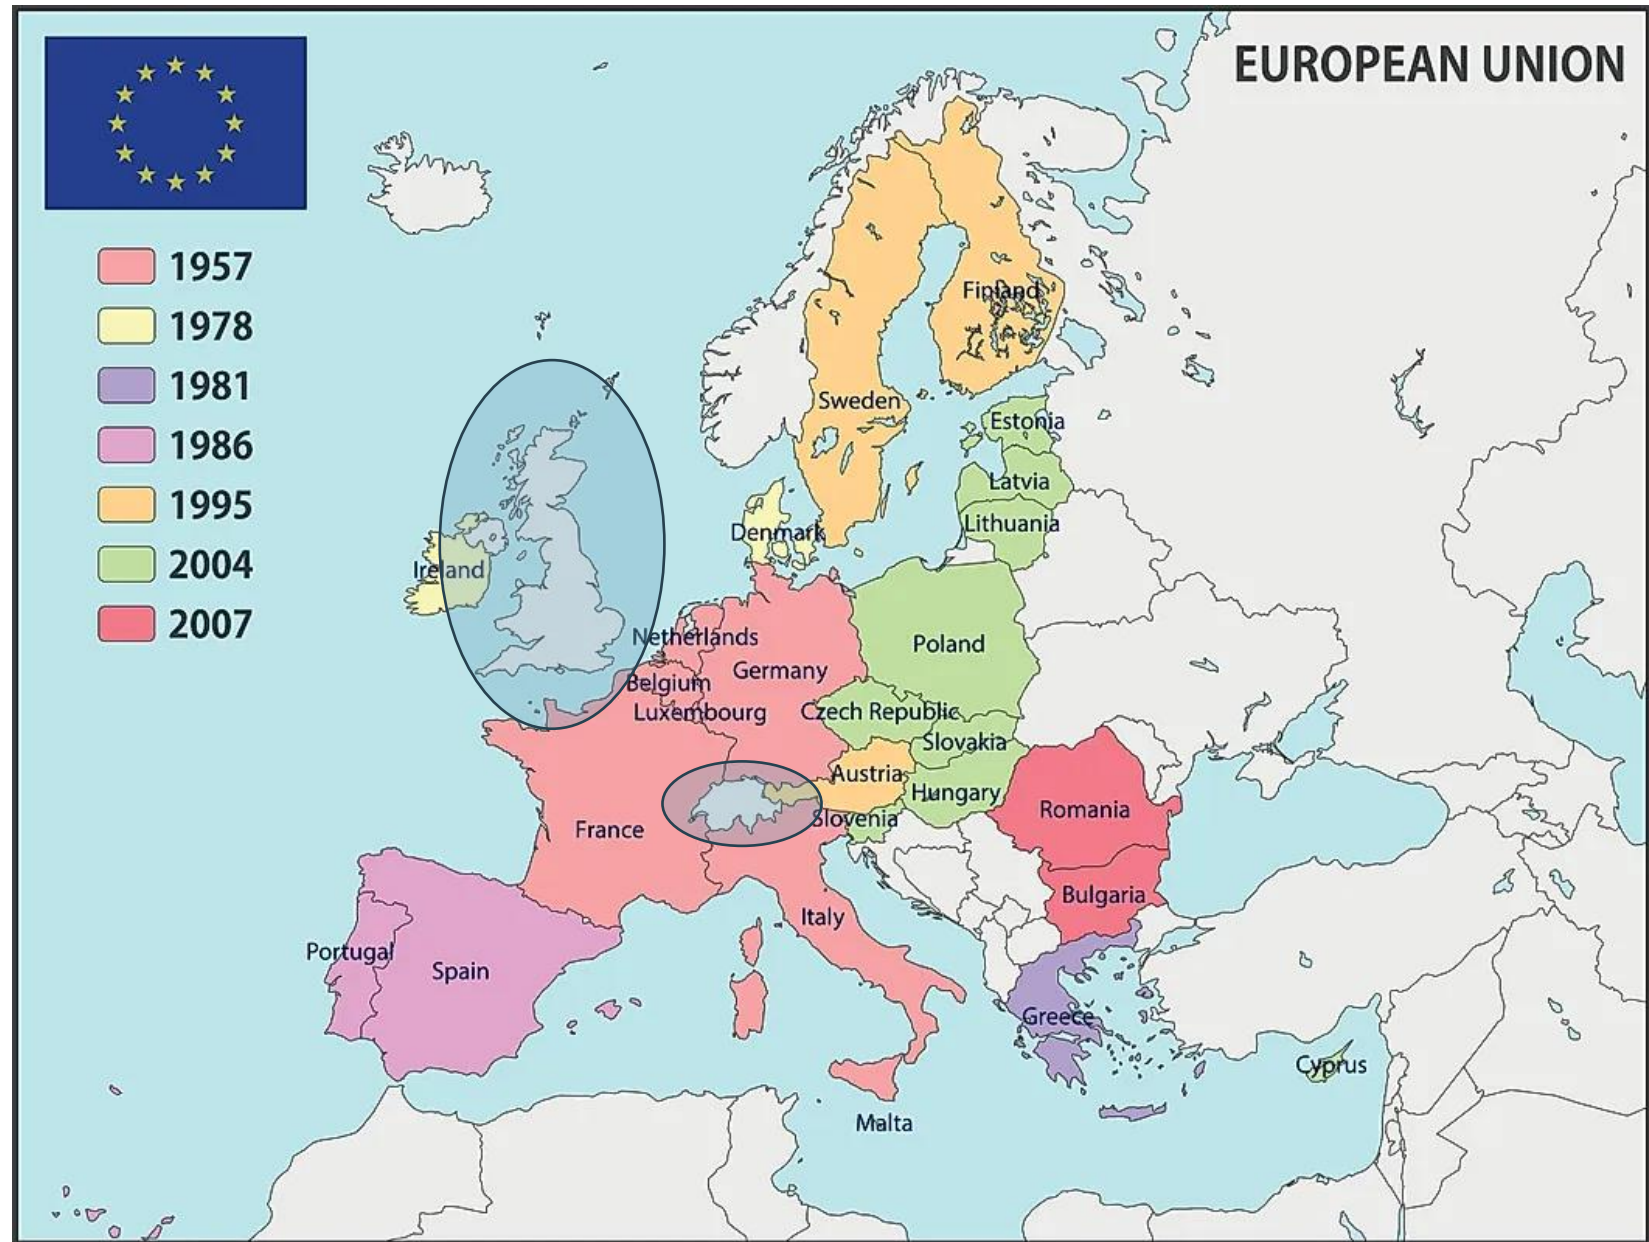 EUROPEAN UNION
1957
1978
1981
1986
1995
2004
2007
Finland
Sweden
Estonia
Latvia
Lithuania
Denmark
Ireland
Netherlands
Poland
Germany
Belgium
Luxembourg
Czech Republic
Slovakia
Austria
Hungary
Slovenia
Romania
France
Bulgaria
Italy
Portugal
Spain
Greece
Cyprus
Malta